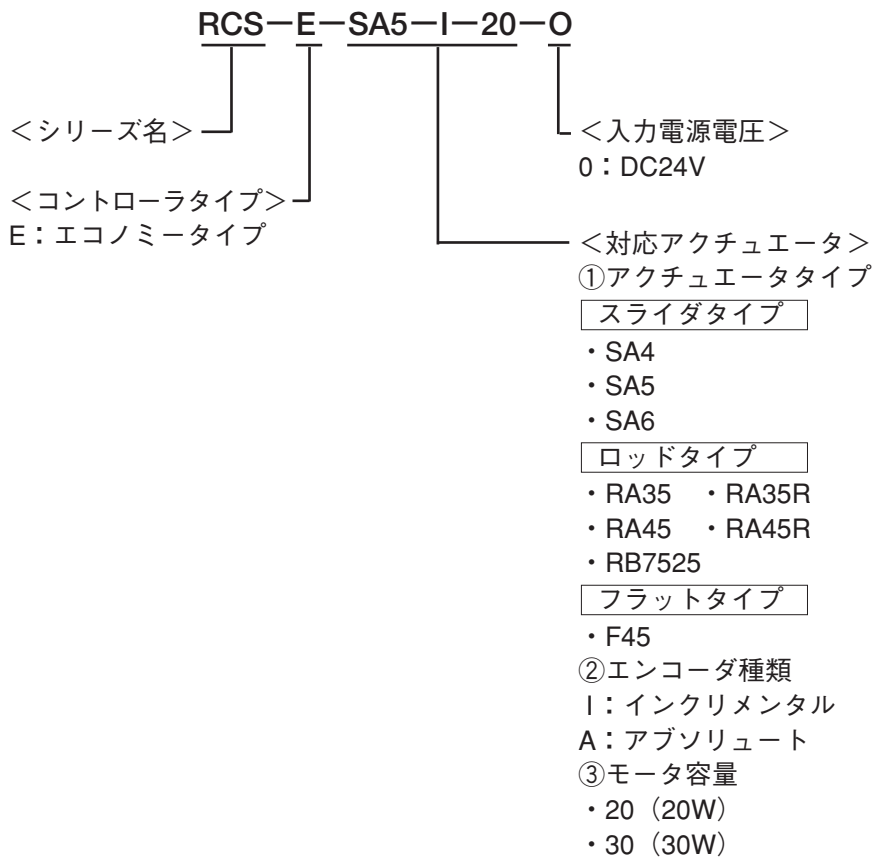 RCS－E－SA5－I－20－O
＜シリーズ名＞
＜コントローラタイプ＞
E：エコノミータイプ
＜入力電源電圧＞
0：DC24V
＜対応アクチュエータ＞
①アクチュエータタイプ
スライダタイプ
・SA4
・SA5
・SA6
ロッドタイプ
・RA35　・RA35R
・RA45　・RA45R
・RB7525
フラットタイプ
・F45
②エンコーダ種類
I：インクリメンタル
A：アブソリュート
③モータ容量
・20（20W）
・30（30W）